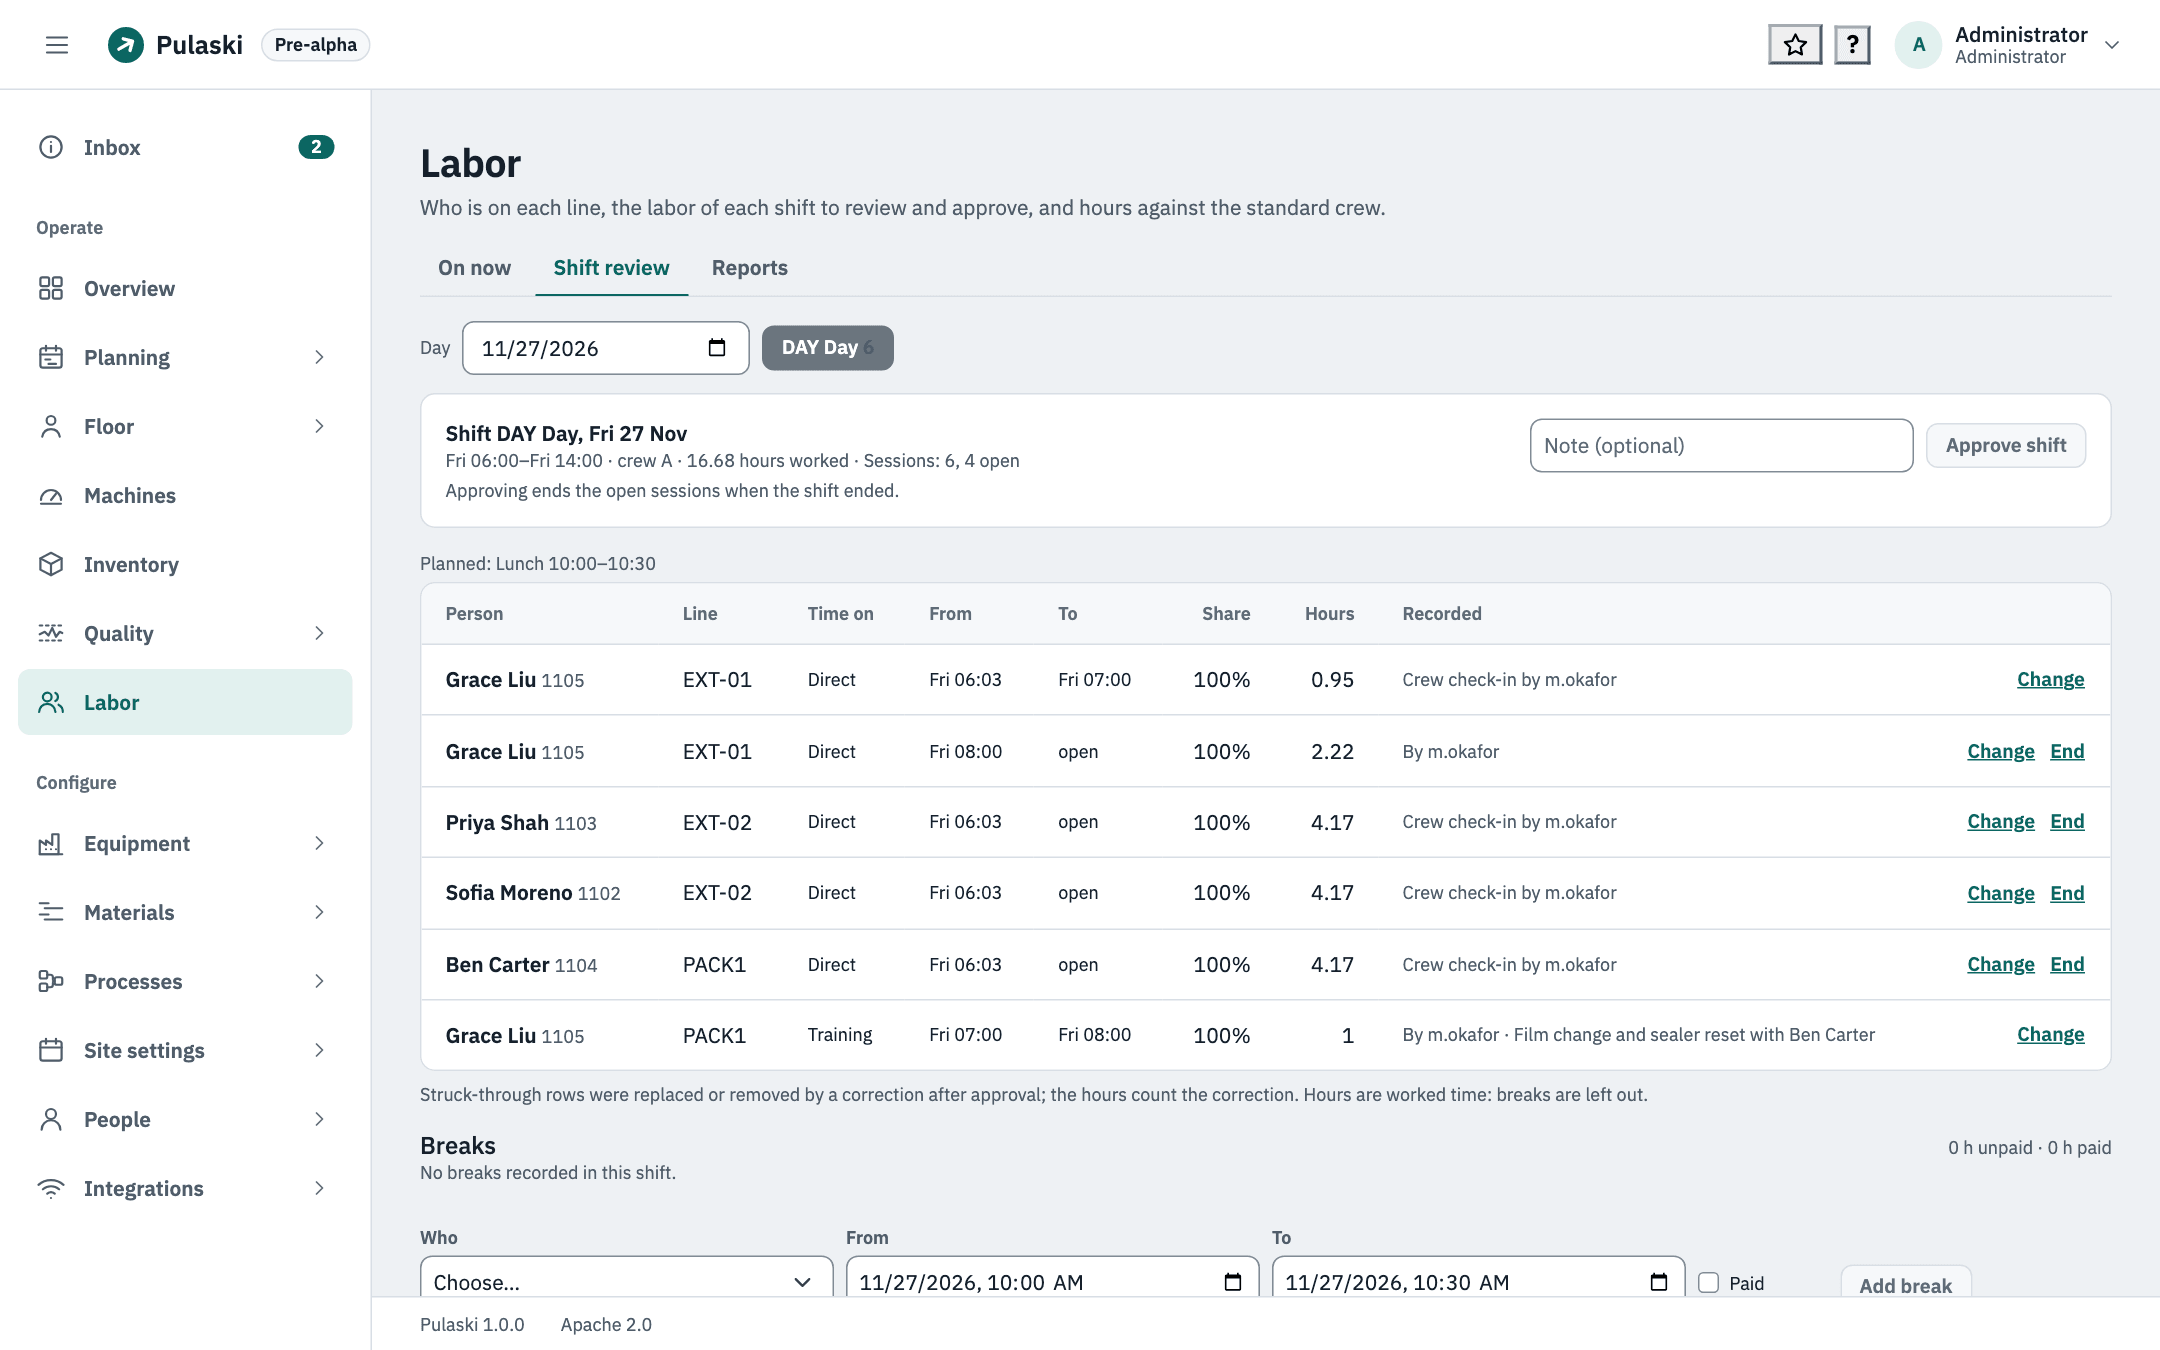 Pulaski Pre-alpha
?
A
Administrator
Administrator
Inbox 2
Operate
Overview
Planning
Floor
Machines
Inventory
Quality
Labor
Configure
Equipment
Materials
Processes
Site settings
People
Integrations
Labor
Who is on each line, the labor of each shift to review and approve, and hours against the standard crew.
On now Shift review Reports
Day 11/27/2026 DAY Day 6
Shift DAY Day, Fri 27 Nov
Fri 06:00–Fri 14:00 · crew A · 16.68 hours worked · Sessions: 6, 4 open
Approving ends the open sessions when the shift ended.
Note (optional) Approve shift
Planned: Lunch 10:00–10:30
Person Line Time on From To Share Hours Recorded
Grace Liu 1105 EXT-01 Direct Fri 06:03 Fri 07:00 100% 0.95 Crew check-in by m.okafor Change
Grace Liu 1105 EXT-01 Direct Fri 08:00 open 100% 2.22 By m.okafor Change End
Priya Shah 1103 EXT-02 Direct Fri 06:03 open 100% 4.17 Crew check-in by m.okafor Change End
Sofia Moreno 1102 EXT-02 Direct Fri 06:03 open 100% 4.17 Crew check-in by m.okafor Change End
Ben Carter 1104 PACK1 Direct Fri 06:03 open 100% 4.17 Crew check-in by m.okafor Change End
Grace Liu 1105 PACK1 Training Fri 07:00 Fri 08:00 100% 1 By m.okafor · Film change and sealer reset with Ben Carter Change
Struck-through rows were replaced or removed by a correction after approval; the hours count the correction. Hours are worked time: breaks are left out.
Breaks 0 h unpaid · 0 h paid
No breaks recorded in this shift.
Who From To
Choose... 11/27/2026, 10:00 AM 11/27/2026, 10:30 AM Paid Add break
Pulaski 1.0.0 Apache 2.0